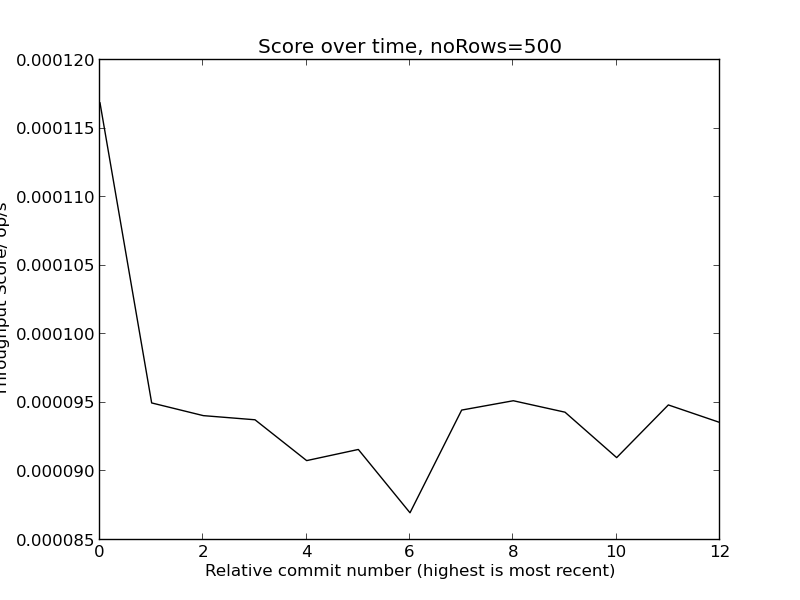 Score over time, noRows=500
0.000120
0.000115
0.000110
0.000105
0.000100
0.000095
0.000090
0.000085
Throughput Score/ op/s
0 2 4 6 8 10 12
Relative commit number (highest is most recent)